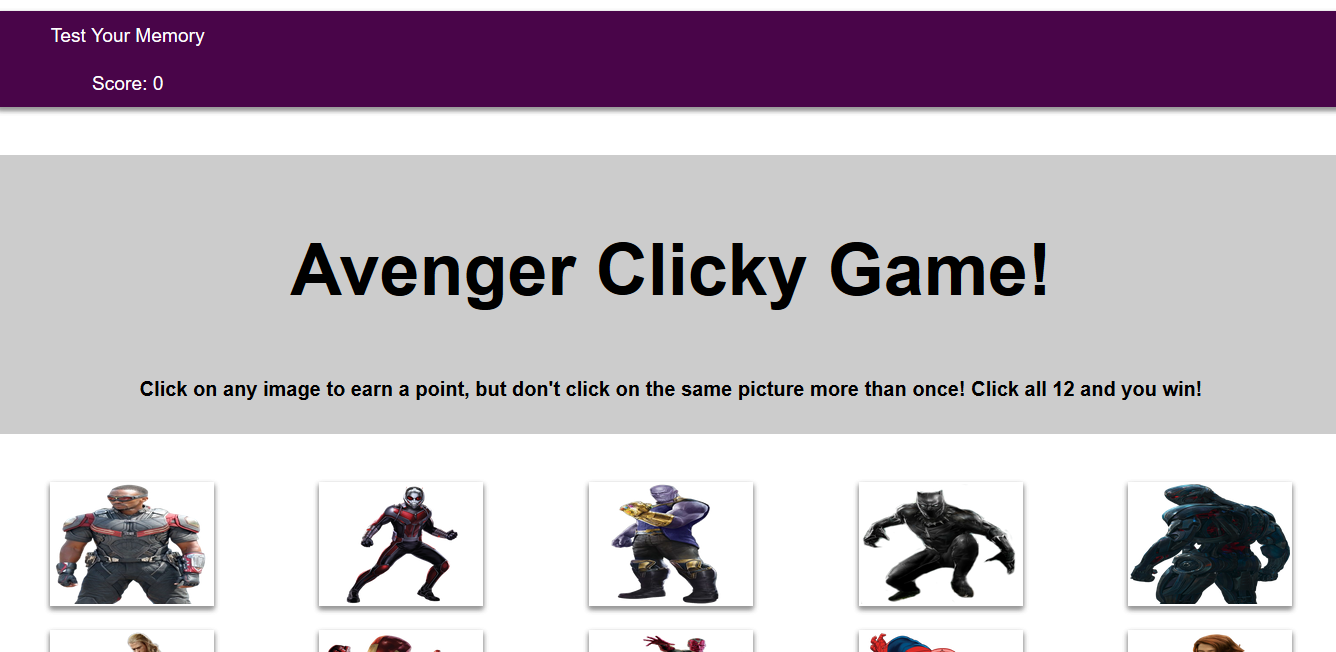 Test Your Memory
Score: 0
Avenger Clicky Game!
Click on any image to earn a point, but don't click on the same picture more than once! Click all 12 and you win!